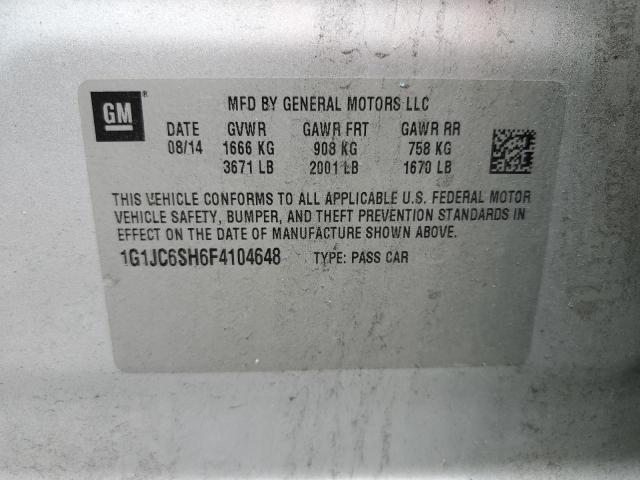 GM ®
MFD BY GENERAL MOTORS LLC
DATE GVWR GAWR FRT GAWR RR
08/14 1666 KG 908 KG 758 KG
3671 LB 2001 LB 1670 LB
THIS VEHICLE CONFORMS TO ALL APPLICABLE U.S. FEDERAL MOTOR
VEHICLE SAFETY, BUMPER, AND THEFT PREVENTION STANDARDS IN
EFFECT ON THE DATE OF MANUFACTURE SHOWN ABOVE.
1G1JC6SH6F4104648 TYPE: PASS CAR